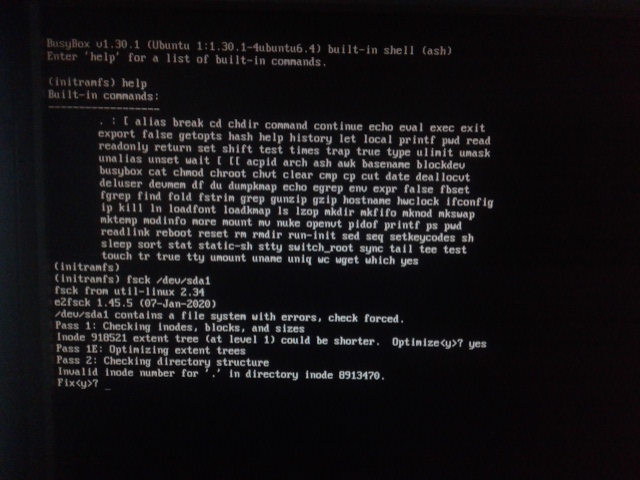 BusyBox v1.30.1 (Ubuntu 1:1.30.1-4ubuntu6.4) built-in shell (ash)
Enter 'help' for a list of built-in commands.
(initramfs) help
Built-in commands:
------------------
. : [ alias break cd chdir command continue echo eval exec exit
export false getopts hash help history let local printf pwd read
readonly return set shift test times trap true type ulimit umask
unalias unset wait [ [[ acpid arch ash awk basename blockdev
busybox cat chmod chroot chvt clear cmp cp cut date deallocvt
deluser devmem df du dumpkmap echo egrep env expr false fbset
fgrep find fold fstrim grep gunzip gzip hostname hwclock ifconfig
ip kill ln loadfont loadkmap ls lzop mkdir mkfifo mknod mkswap
mktemp modinfo more mount mv nuke openvt pidof printf ps pwd
readlink reboot reset rm rmdir run-init sed seq setkeycodes sh
sleep sort stat static-sh stty switch_root sync tail tee test
touch tr true tty umount uname uniq wc wget which yes
(initramfs)
(initramfs) fsck /dev/sda1
fsck from util-linux 2.34
e2fsck 1.45.5 (07-Jan-2020)
/dev/sda1 contains a file system with errors, check forced.
Pass 1: Checking inodes, blocks, and sizes
Inode 918521 extent tree (at level 1) could be shorter.  Optimize<y>? yes
Pass 1E: Optimizing extent trees
Pass 2: Checking directory structure
Invalid inode number for '.' in directory inode 8913470.
Fix<y>? _